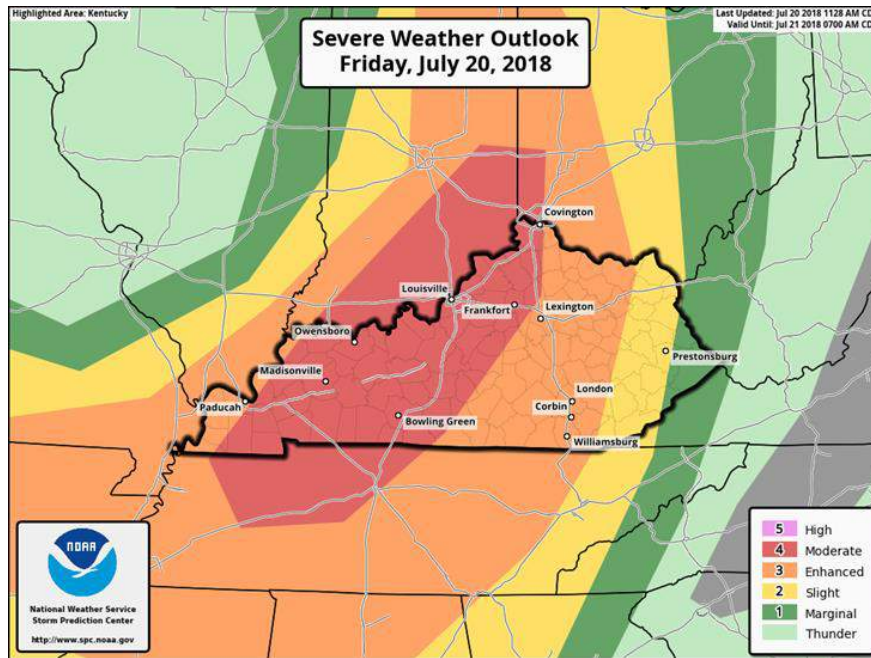 Highlighted Area: Kentucky
Last Updated: Jul 20 2018 1128 AM CD
Valid Until: Jul 21 2018 0700 AM CD
Severe Weather Outlook
Friday, July 20, 2018
Covington
Louisville
Frankfort
Lexington
Owensboro
Prestonsburg
Madisonville
London
Paducah
Corbin
Bowling Green
Williamsburg
NOAA
National Weather Service
Storm Prediction Center
http://www.spc.noaa.gov
5 High
4 Moderate
3 Enhanced
2 Slight
1 Marginal
Thunder